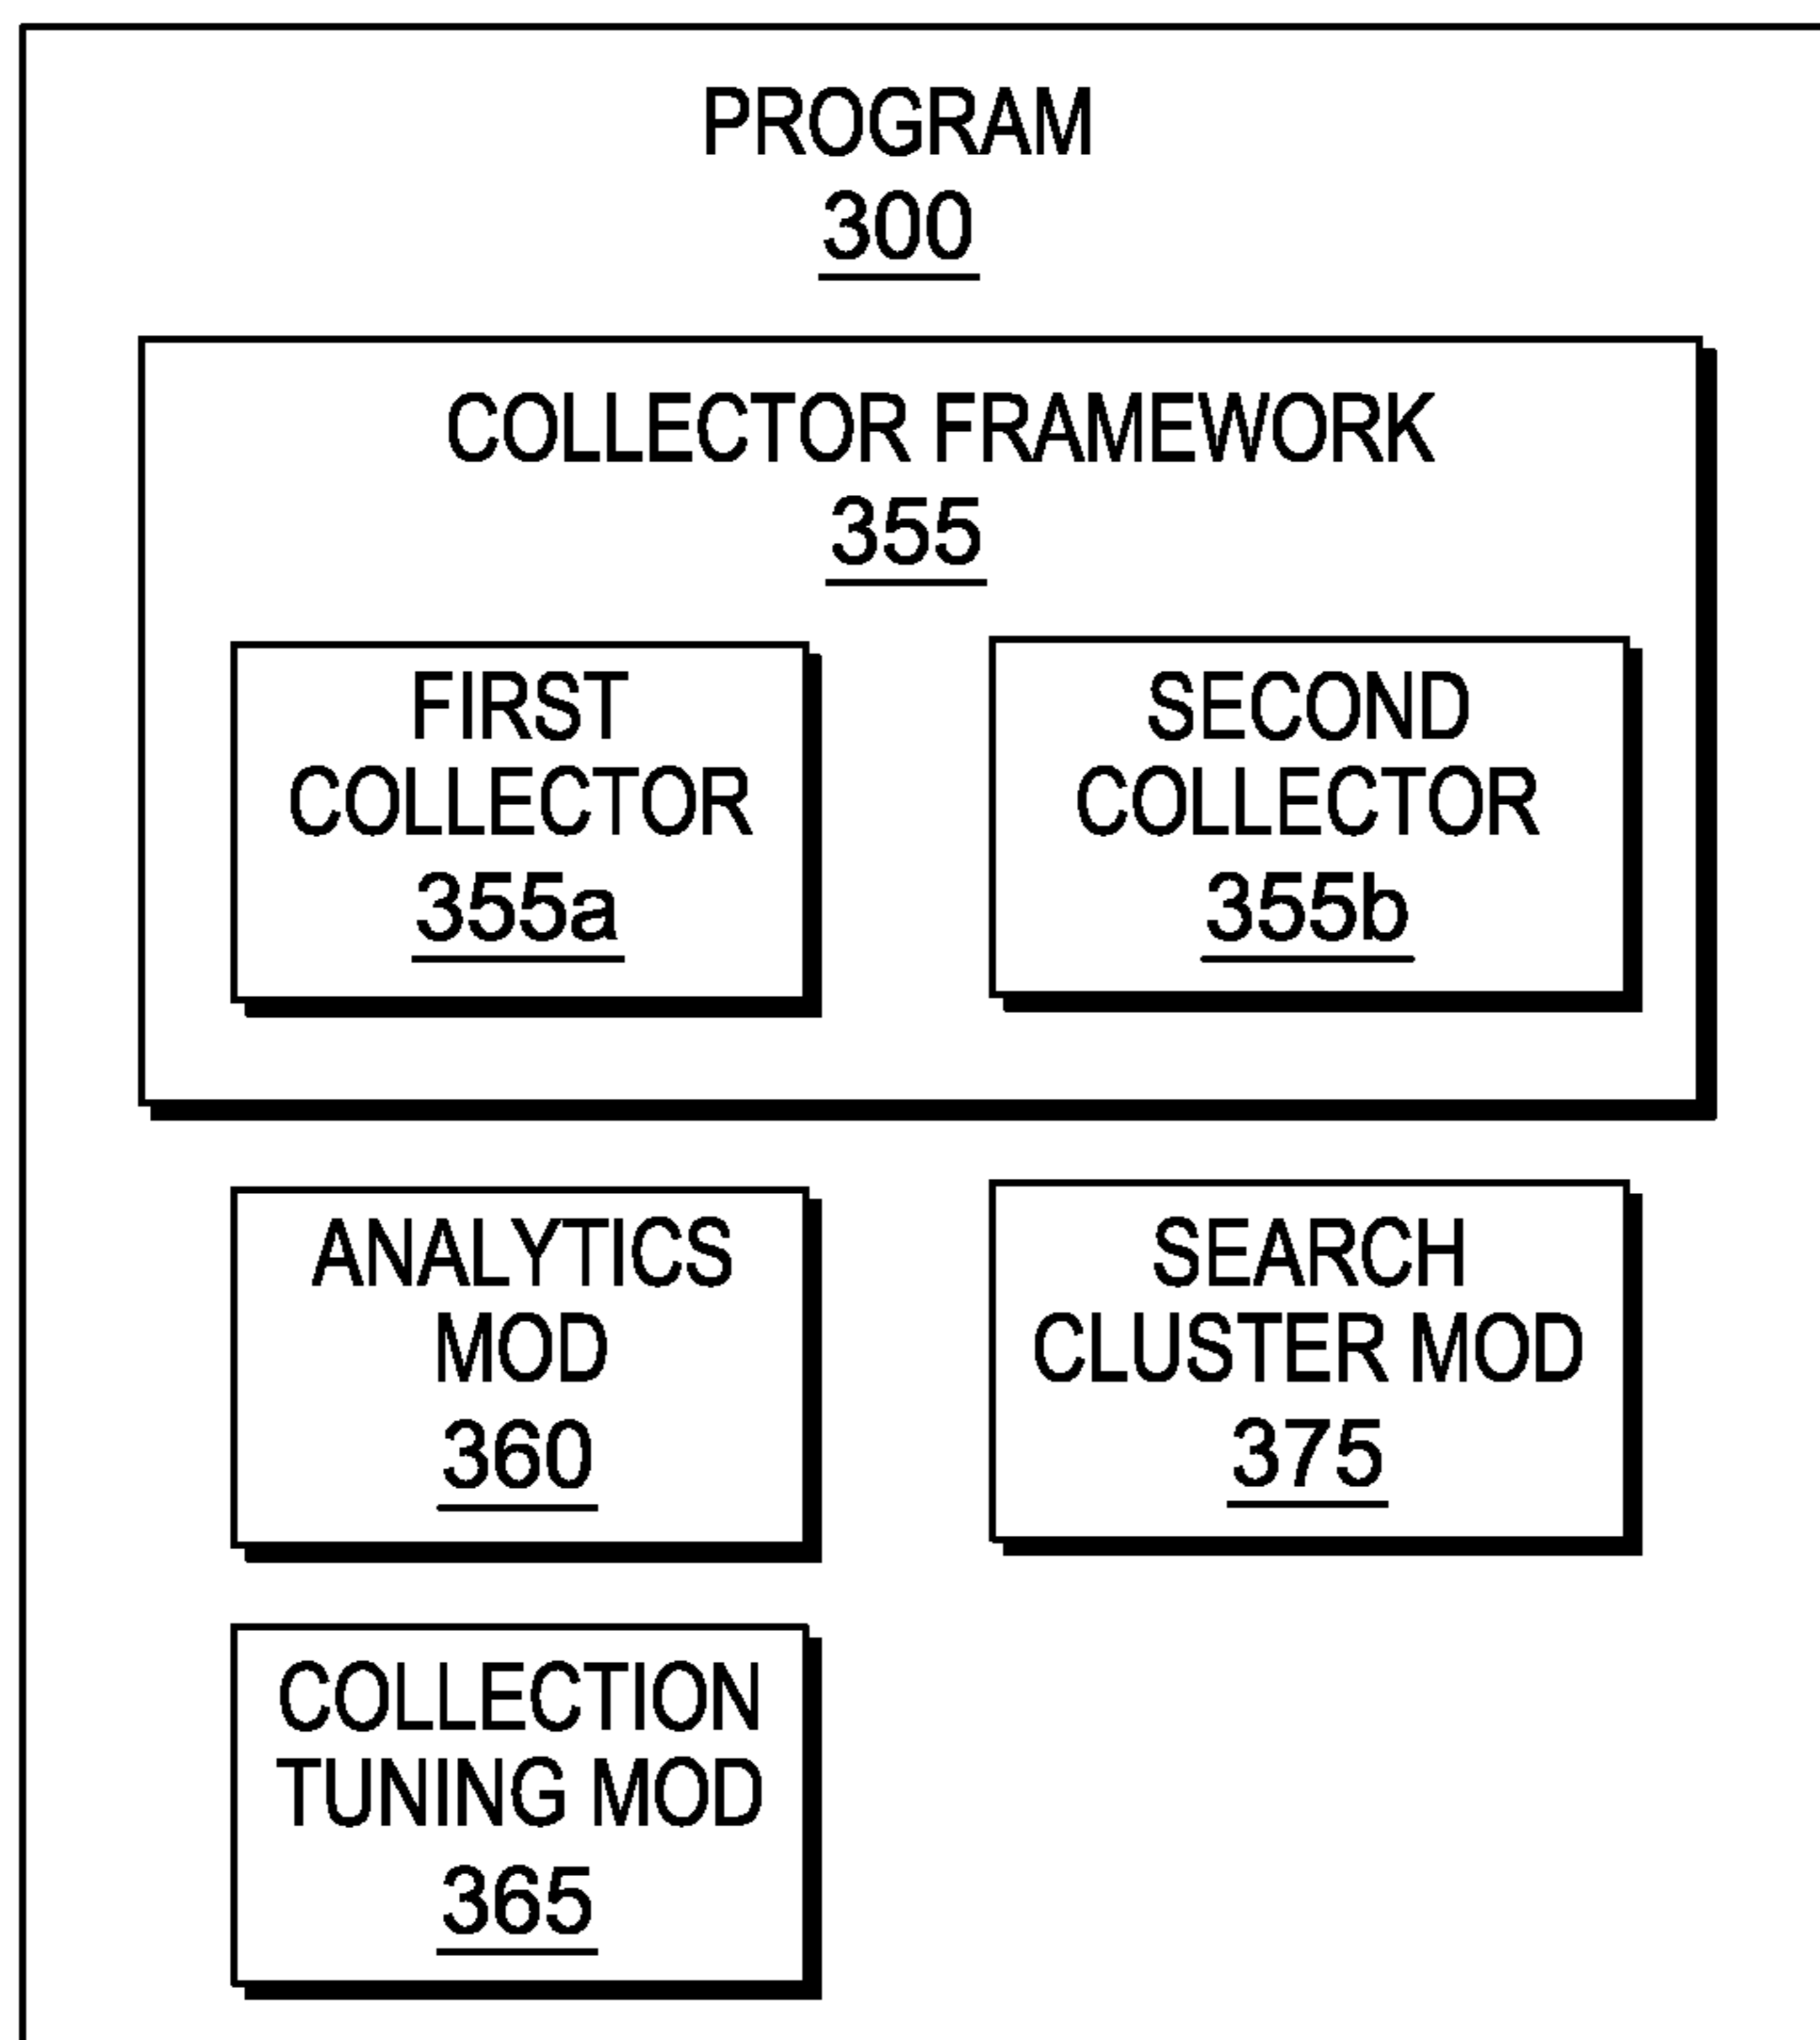 PROGRAM
300
COLLECTOR FRAMEWORK
355
FIRST
COLLECTOR
355a
SECOND
COLLECTOR
355b
ANALYTICS
MOD
360
SEARCH
CLUSTER MOD
375
COLLECTION
TUNING MOD
365